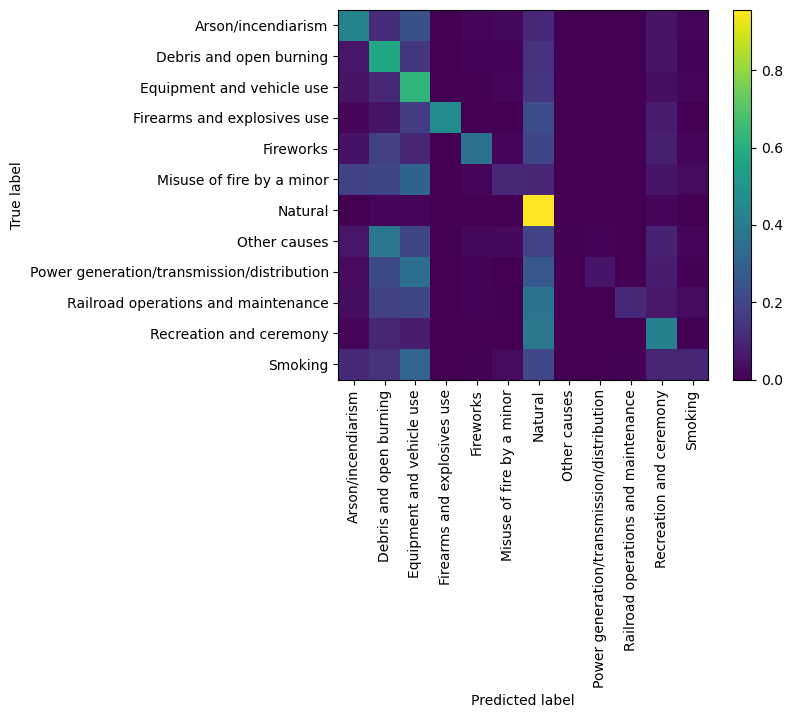 True label
Arson/incendiarism
Debris and open burning
Equipment and vehicle use
Firearms and explosives use
Fireworks
Misuse of fire by a minor
Natural
Other causes
Power generation/transmission/distribution
Railroad operations and maintenance
Recreation and ceremony
Smoking
Arson/incendiarism
Debris and open burning
Equipment and vehicle use
Firearms and explosives use
Fireworks
Misuse of fire by a minor
Natural
Other causes
Power generation/transmission/distribution
Railroad operations and maintenance
Recreation and ceremony
Smoking
Predicted label
0.8
0.6
0.4
0.2
0.0